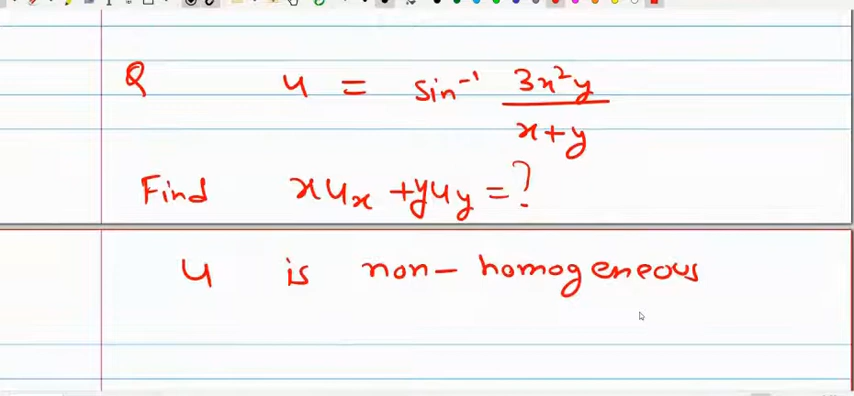 Q u = sin⁻¹ 3x²y / x+y
Find xuₓ + yu_y = ?
u is non-homogeneous